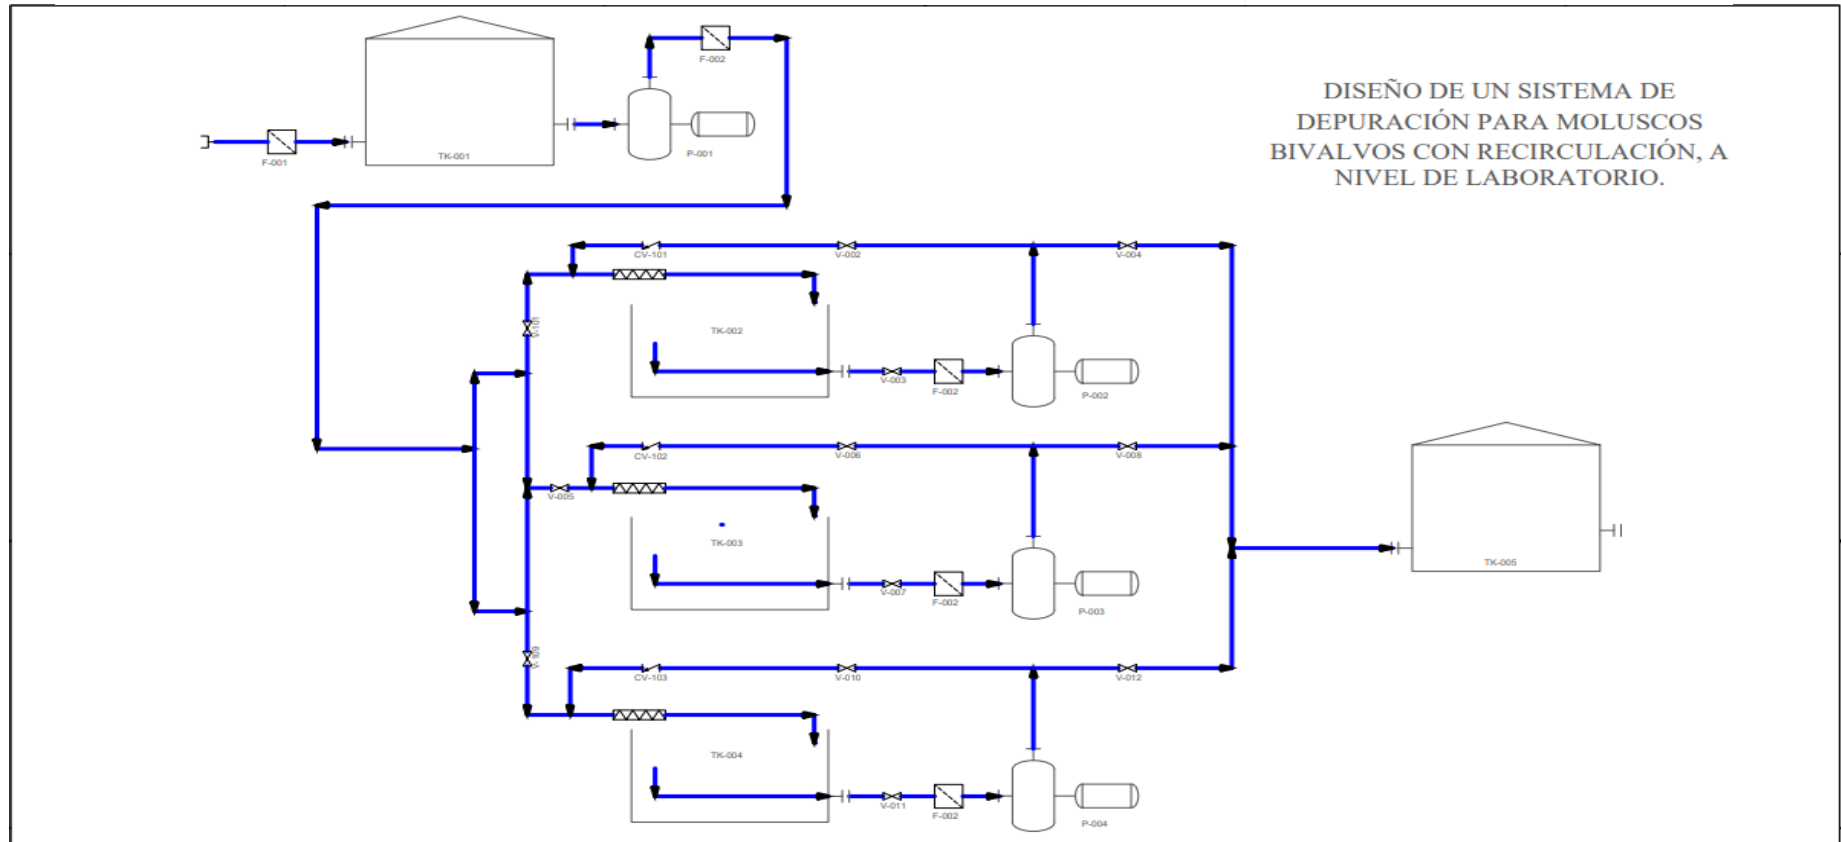 F-002
DISEÑO DE UN SISTEMA DE
DEPURACIÓN PARA MOLUSCOS
BIVALVOS CON RECIRCULACIÓN, A
NIVEL DE LABORATORIO.
F-001
TK-001
P-001
CV-101
V-002
V-004
V-101
TK-002
V-003
F-002
P-002
CV-102
V-006
V-008
V-005
TK-003
V-007
F-002
P-003
TK-005
V-109
CV-103
V-010
V-012
TK-004
V-011
F-002
P-004